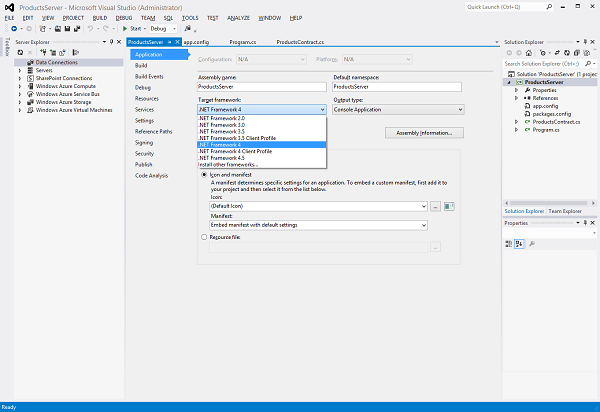 ProductsServer - Microsoft Visual Studio (Administrator)
Quick Launch (Ctrl+Q)
FILE EDIT VIEW PROJECT BUILD DEBUG TEAM SQL TOOLS TEST ANALYZE WINDOW HELP
Start Debug
Toolbox
Server Explorer
Data Connections
Servers
SharePoint Connections
Windows Azure Compute
Windows Azure Service Bus
Windows Azure Storage
Windows Azure Virtual Machines
ProductsServer app.config Program.cs ProductsContract.cs
Application
Build
Build Events
Debug
Resources
Services
Settings
Reference Paths
Signing
Security
Publish
Code Analysis
Configuration: N/A Platform: N/A
Assembly name: Default namespace:
ProductsServer ProductsServer
Target framework: Output type:
.NET Framework 4 Console Application
.NET Framework 2.0
.NET Framework 3.0
.NET Framework 3.5
.NET Framework 3.5 Client Profile
.NET Framework 4
.NET Framework 4 Client Profile
.NET Framework 4.5
Install other frameworks...
Assembly Information...
Icon and manifest
A manifest determines specific settings for an application. To embed a custom manifest, first add it to
your project and then select it from the list below.
Icon:
(Default Icon)
...
Manifest:
Embed manifest with default settings
Resource file:
...
Solution Explorer
Search Solution Explorer (Ctrl+;)
Solution 'ProductsServer' (1 project)
ProductsServer
Properties
References
app.config
packages.config
ProductsContract.cs
Program.cs
Solution Explorer Team Explorer
Properties
Ready